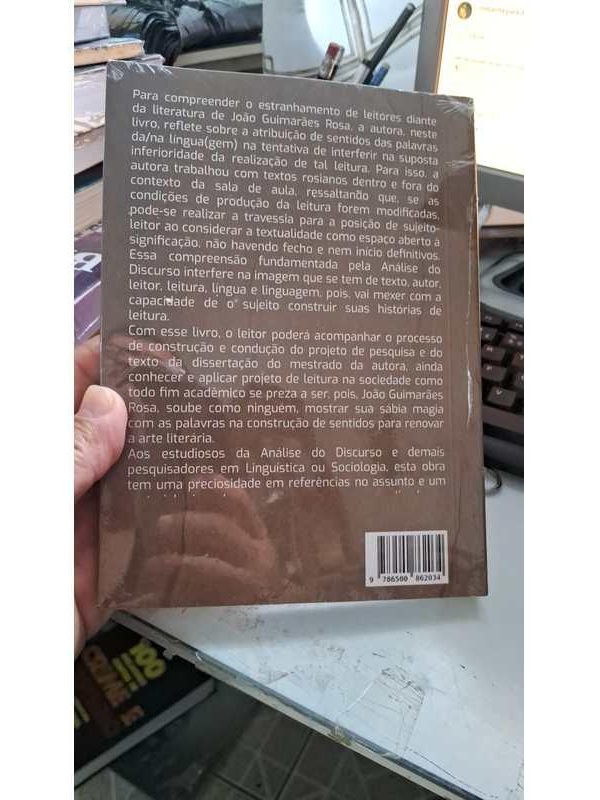 Para compreender o estranhamento de leitores diante
da literatura de João Guimarães Rosa, a autora, neste
livro, reflete sobre a atribuição de sentidos das palavras
da/na língua(gem) na tentativa de interferir na suposta
inferioridade da realização de tal leitura. Para isso, a
autora trabalhou com textos rosianos dentro e fora do
contexto da sala de aula, ressaltando que, se as
condições de produção da leitura forem modificadas,
pode-se realizar a travessia para a posição de sujeito-
leitor ao considerar a textualidade como espaço aberto à
significação, não havendo fecho e nem início definitivos.
Essa compreensão fundamentada pela Análise do
Discurso interfere na imagem que se tem de texto, autor,
leitor, leitura, língua e linguagem, pois, vai mexer com a
capacidade de o sujeito construir suas histórias de
leitura.
Com esse livro, o leitor poderá acompanhar o processo
de construção e condução do projeto de pesquisa e do
texto da dissertação do mestrado da autora, ainda
conhecer e aplicar projeto de leitura na sociedade como
todo fim acadêmico se preza a ser, pois, João Guimarães
Rosa, soube como ninguém, mostrar sua sábia magia
com as palavras na construção de sentidos para renovar
a arte literária.
Aos estudiosos da Análise do Discurso e demais
pesquisadores em Linguística ou Sociologia, esta obra
tem uma preciosidade em referências no assunto e um
9 786500 862034
100
CRIME